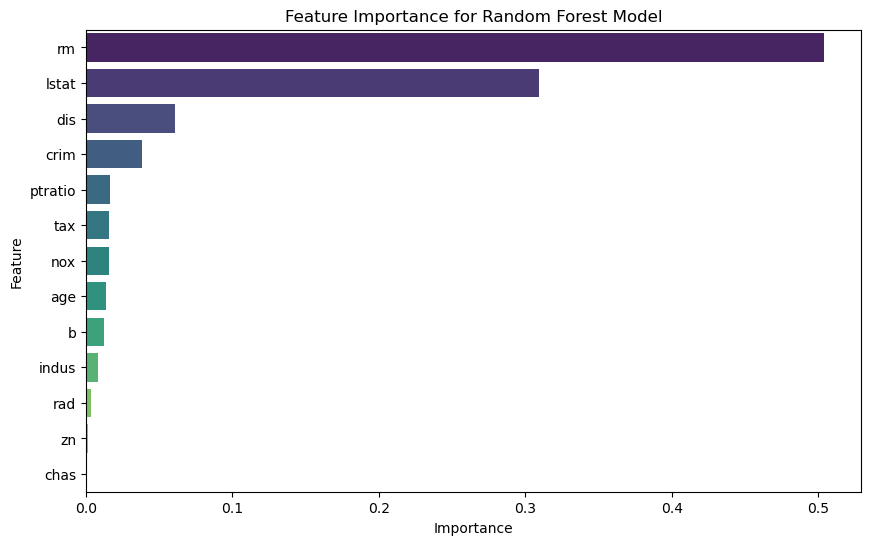 Feature Importance for Random Forest Model
rm
lstat
dis
crim
ptratio
tax
nox
age
b
indus
rad
zn
chas
Feature
0.0 0.1 0.2 0.3 0.4 0.5
Importance